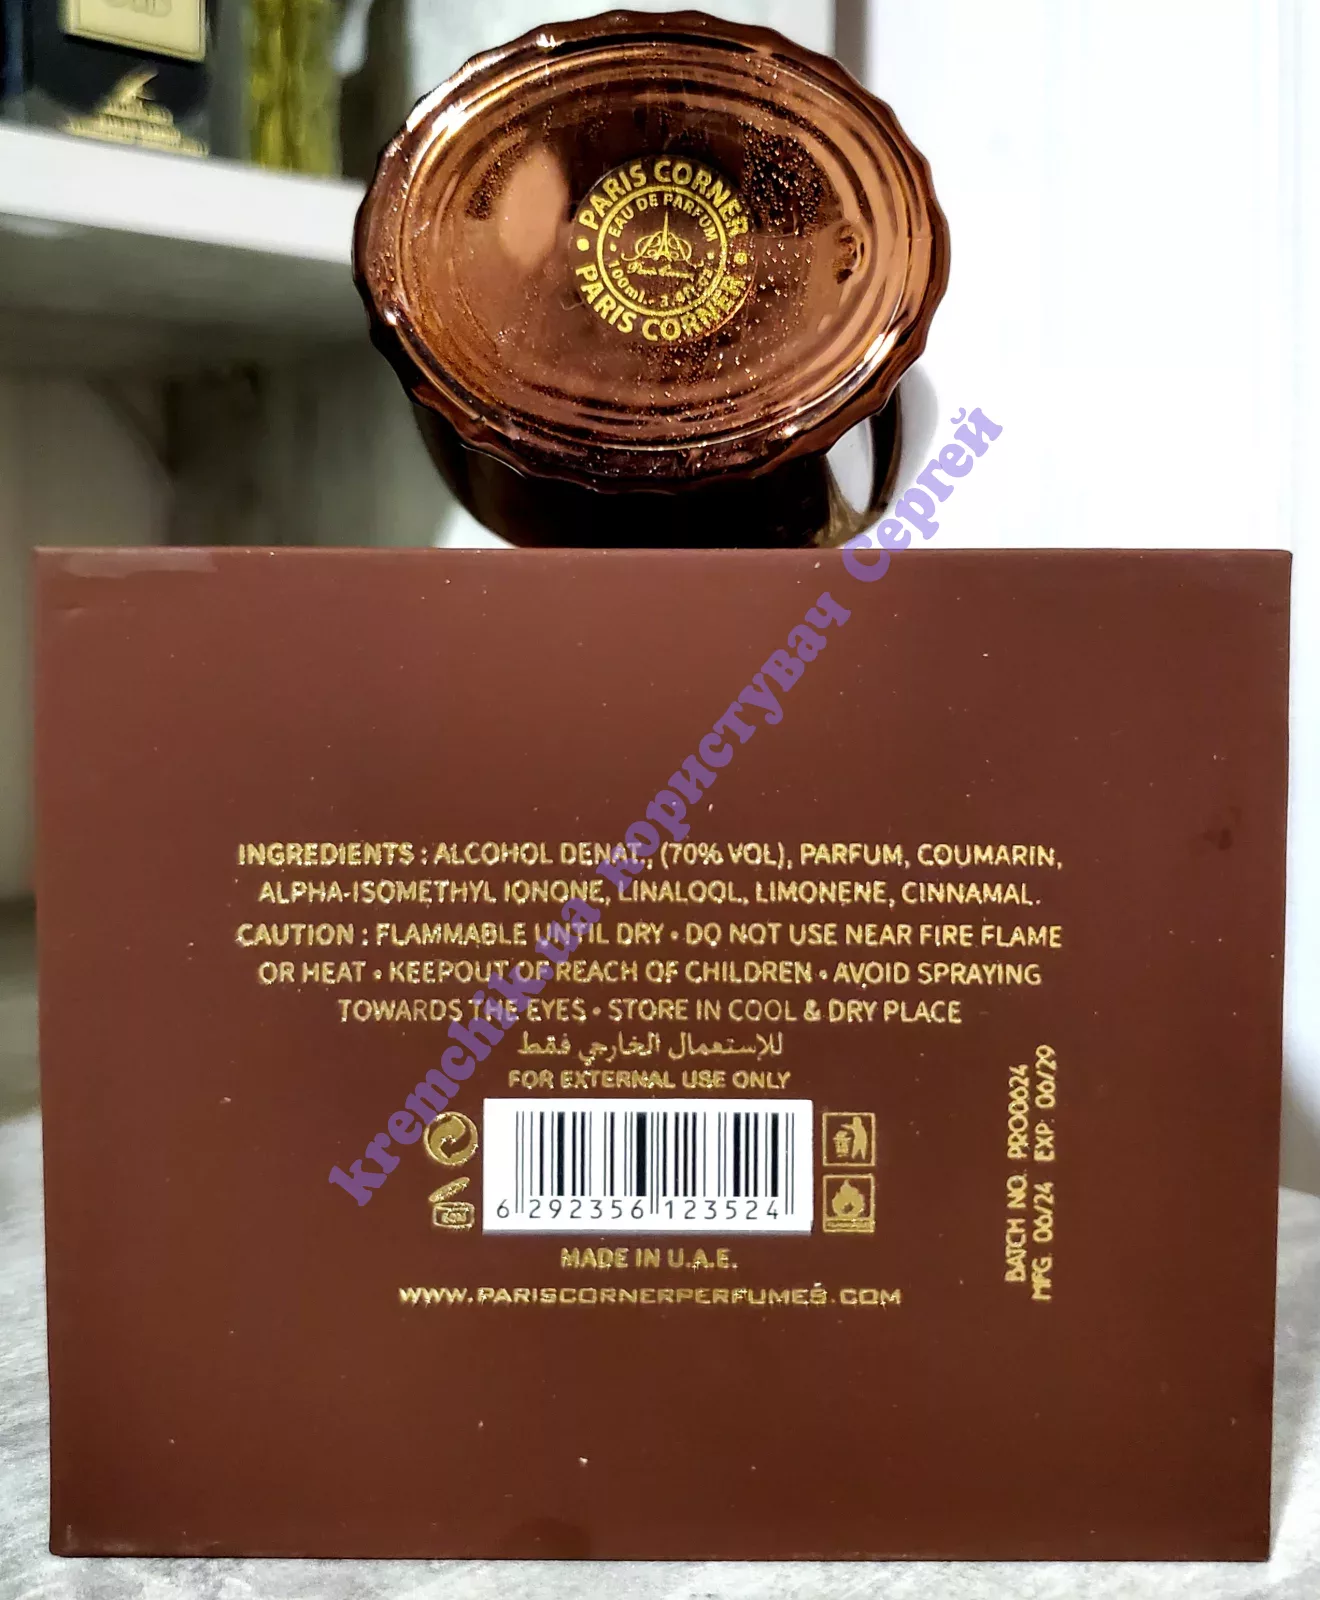 PARIS CORNER
EAU DE PARFUM
Paris Corner
100mL - 3.4
PARIS CORNER
INGREDIENTS : ALCOHOL DENAT., (70% VOL), PARFUM, COUMARIN,
ALPHA-ISOMETHYL IONONE, LINALOOL, LIMONENE, CINNAMAL.
CAUTION : FLAMMABLE UNTIL DRY • DO NOT USE NEAR FIRE FLAME
OR HEAT • KEEPOUT OF REACH OF CHILDREN • AVOID SPRAYING
TOWARDS THE EYES • STORE IN COOL & DRY PLACE
للإستعمال الخارجي فقط
FOR EXTERNAL USE ONLY
6 292356 123524
MADE IN U.A.E.
WWW.PARISCORNERPERFUMES.COM
BATCH NO. PRO0624
MFG. 06/24 EXP: 06/29
kremchik.ua користувач Сергей